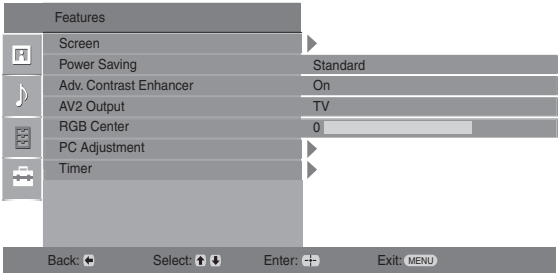 Features
Screen
Power Saving Standard
Adv. Contrast Enhancer On
AV2 Output TV
RGB Center 0
PC Adjustment
Timer
Back: Select: Enter: Exit: MENU